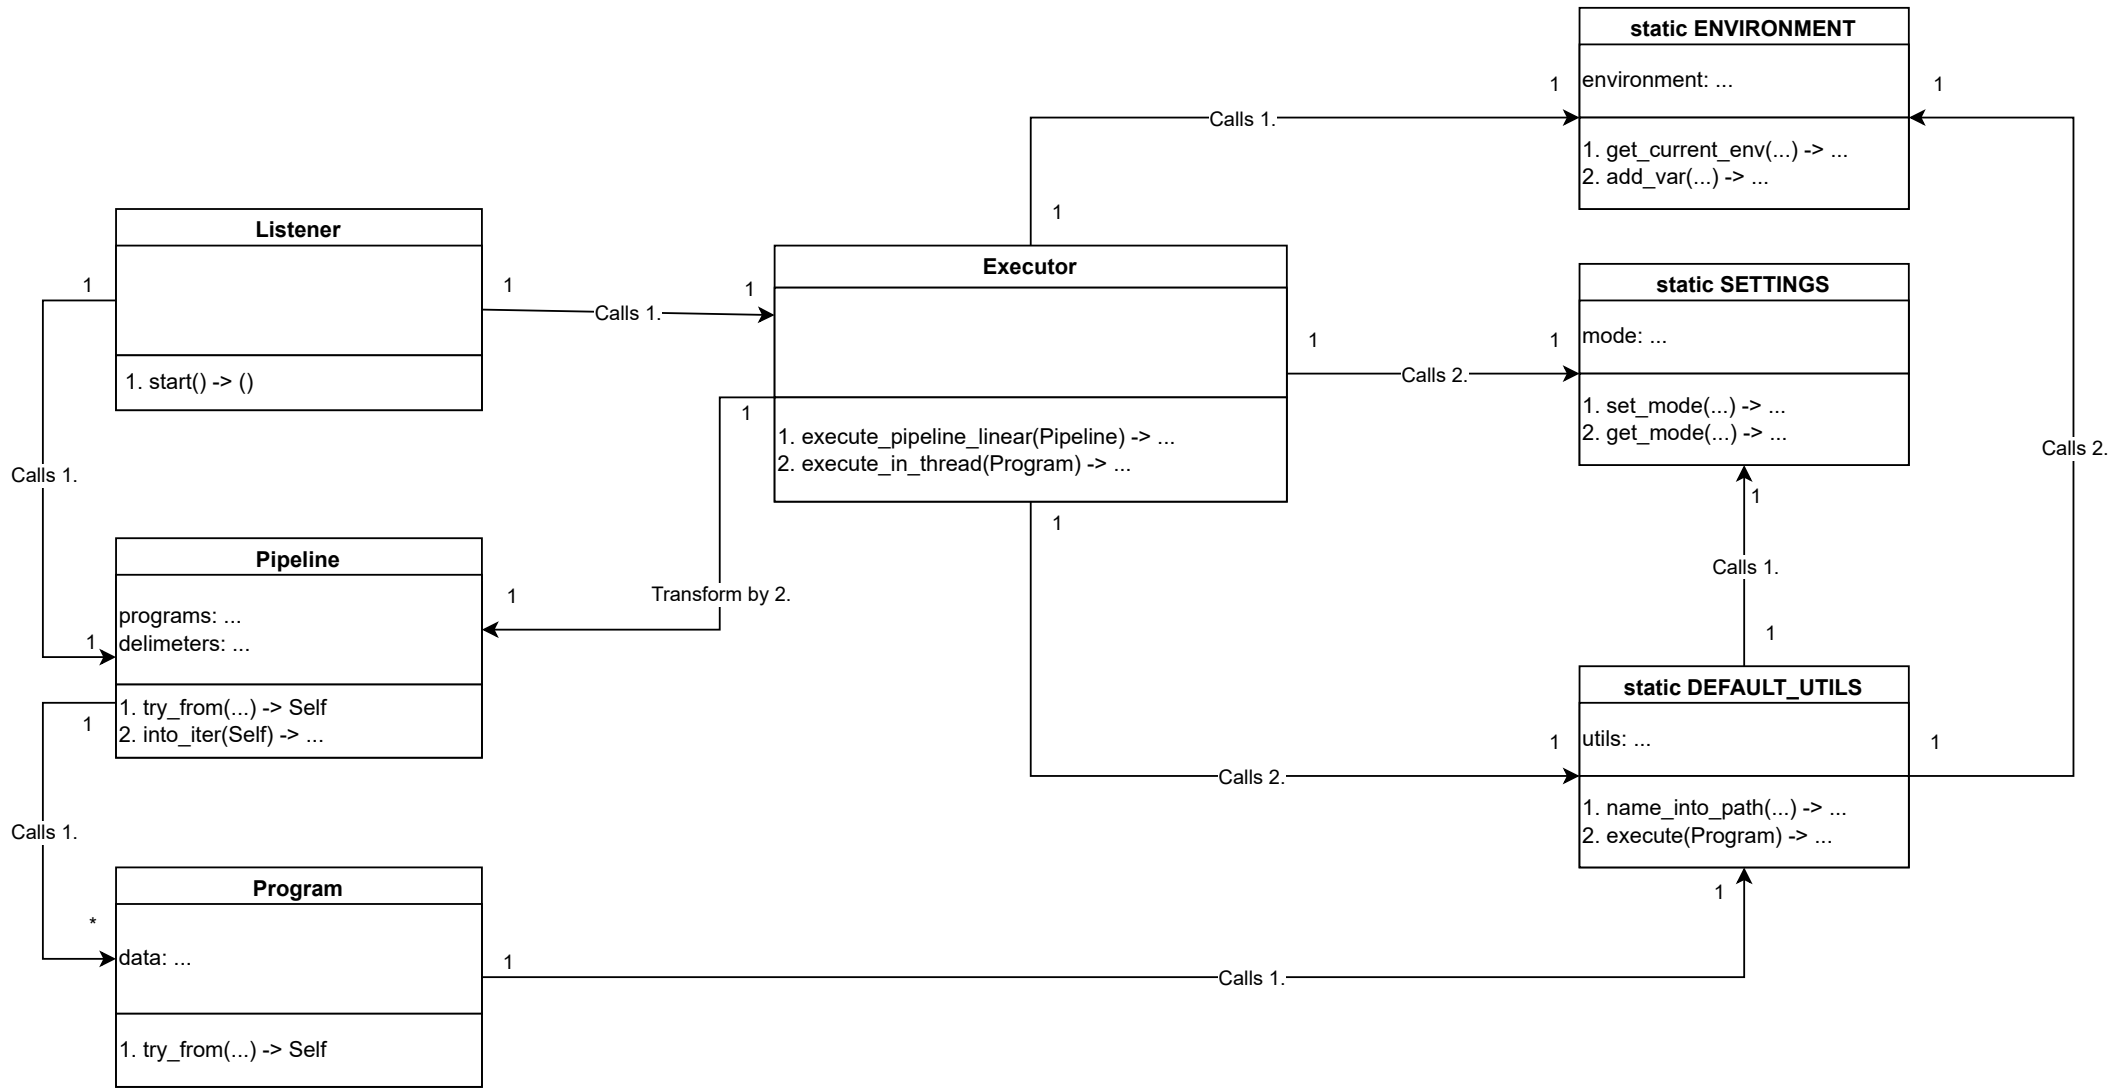 static ENVIRONMENT
environment: ...
1
1
Calls 1.
1. get_current_env(...) -> ...
2. add_var(...) -> ...
1
Listener
1
1
1. start() -> ()
Calls 1.
1
Executor
1. execute_pipeline_linear(Pipeline) -> ...
2. execute_in_thread(Program) -> ...
1
Calls 2.
1
static SETTINGS
mode: ...
1. set_mode(...) -> ...
2. get_mode(...) -> ...
Calls 2.
1
Calls 1.
1
Transform by 2.
1
Pipeline
programs: ...
delimeters: ...
1
1. try_from(...) -> Self
2. into_iter(Self) -> ...
1
1
Calls 1.
1
1
Calls 2.
1
static DEFAULT_UTILS
utils: ...
1
1. name_into_path(...) -> ...
2. execute(Program) -> ...
Calls 1.
*
Program
data: ...
1. try_from(...) -> Self
1
Calls 1.
1